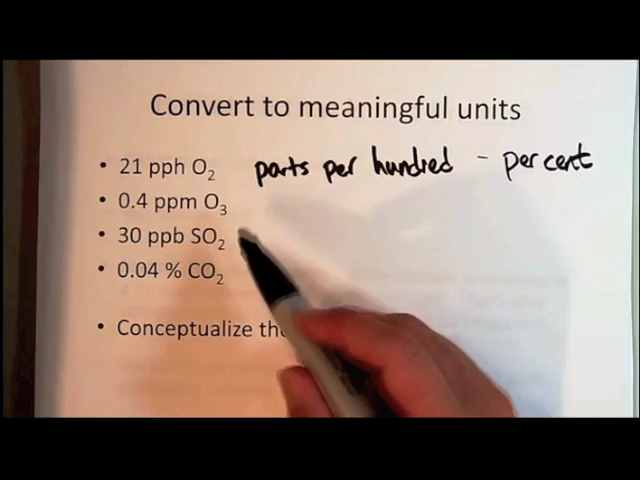 Convert to meaningful units
• 21 pph O₂ parts per hundred - percent
• 0.4 ppm O₃
• 30 ppb SO₂
• 0.04 % CO₂
• Conceptualize